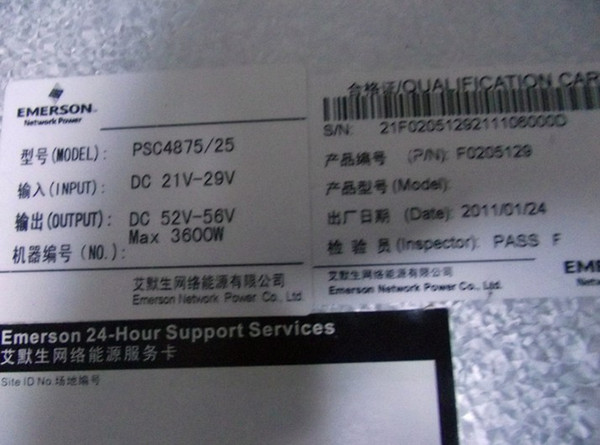 EMERSON
Network Power
型号(MODEL): PSC4875/25
输入(INPUT): DC 21V-29V
输出(OUTPUT): DC 52V-56V
Max 3600W
机器编号(NO.):
艾默生网络能源有限公司
Emerson Network Power Co., Ltd.
合格证/QUALIFICATION CAR
S/N: 21F02051292111080000
产品编号 (P/N): F0205129
产品型号(Model):
出厂日期 (Date): 2011/01/24
检 验 员(Inspector): PASS F
艾默生网络能源有限公司
Emerson Network Power Co., Ltd.
EM
Emerson 24-Hour Support Services
艾默生网络能源服务卡
Site ID No.场地编号